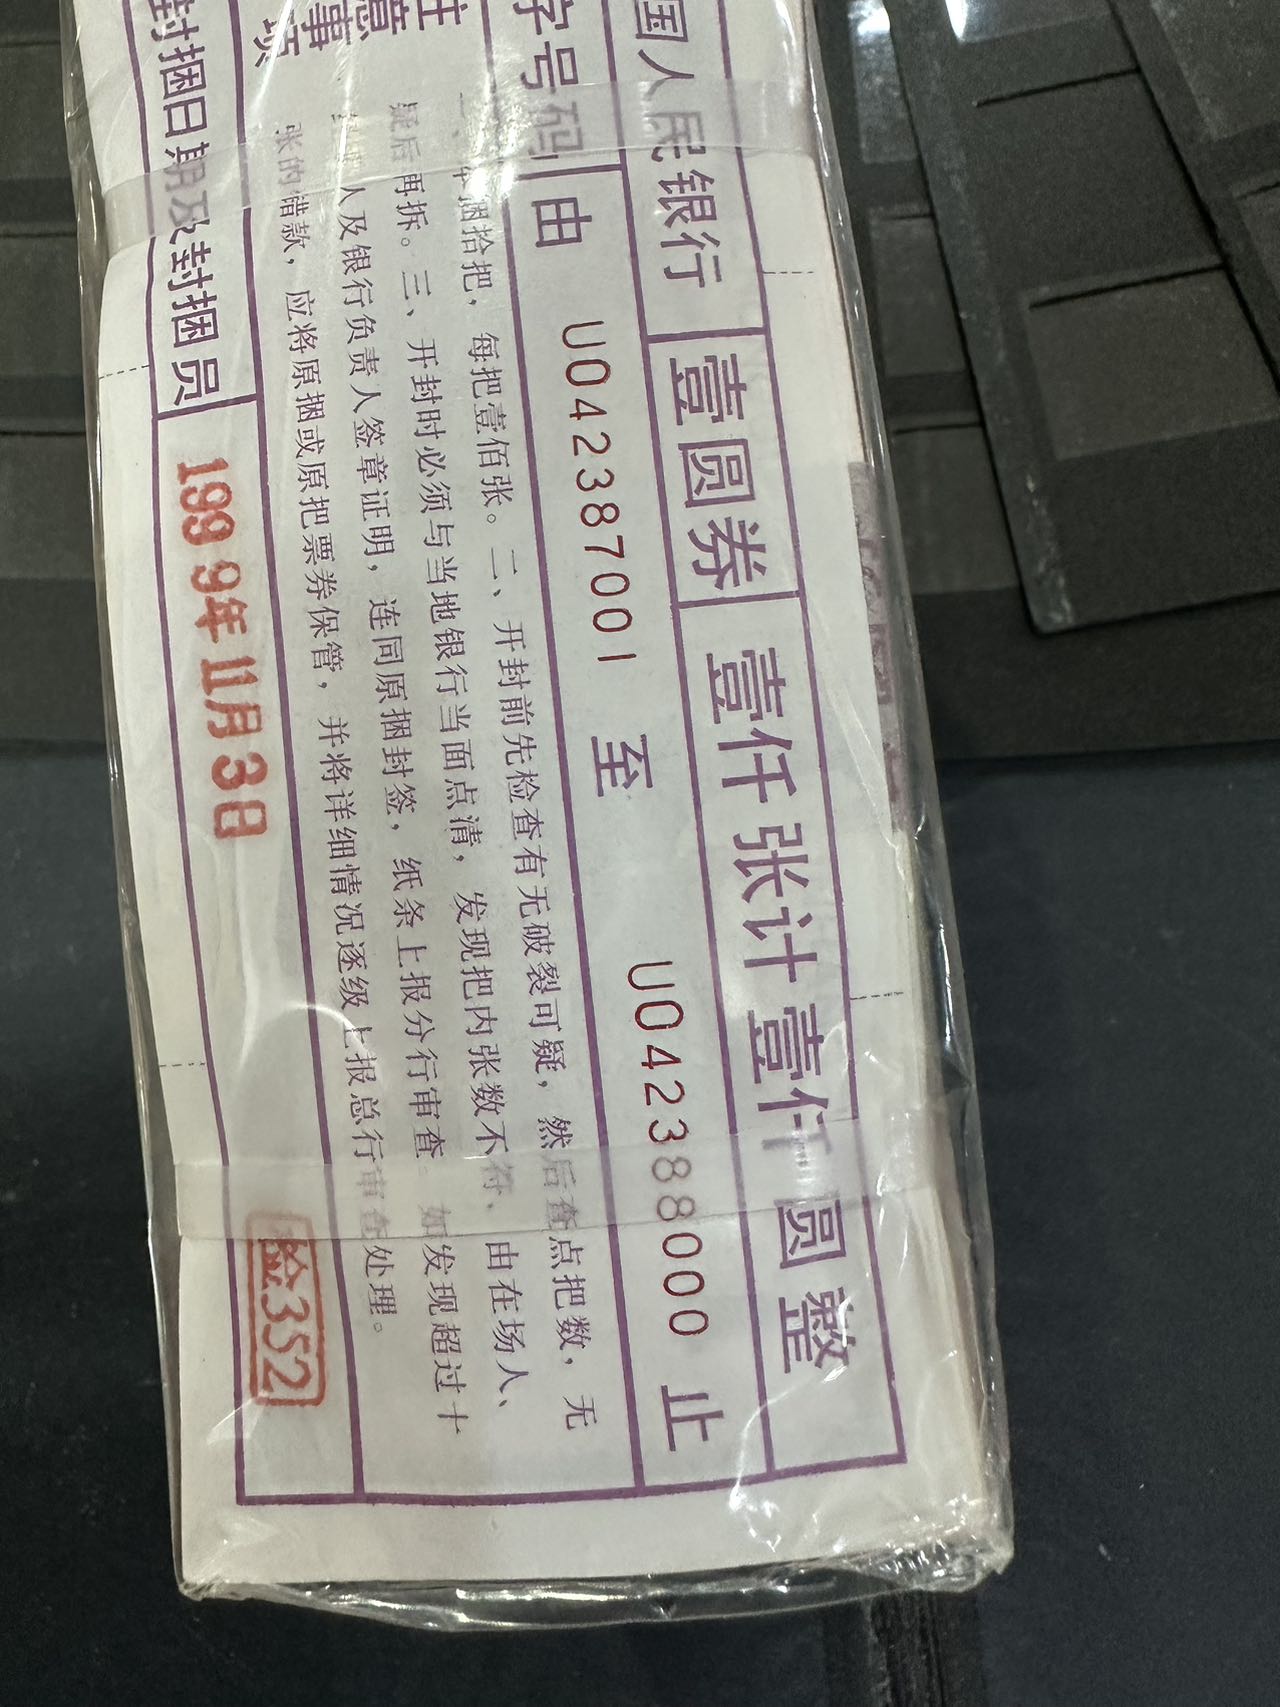 国人民银行 壹圆券 壹仟张计壹仟圆整
字号码 由 U042387001 至 U042388000 止
注意事项
捆拾把，每把壹佰张。二、开封前先检查有无破裂可疑，然后查点把数，无
疑后再拆。三、开封时必须与当地银行当面点清，发现把内张数不符、由在场人、
人及银行负责人签章证明，连同原捆封签，纸条上报分行审查 如发现超过十
张的错款，应将原捆或原把票券保管，并将详细情况逐级上报总行审查处理。
封捆日期及封捆员 1999年11月3日 检352